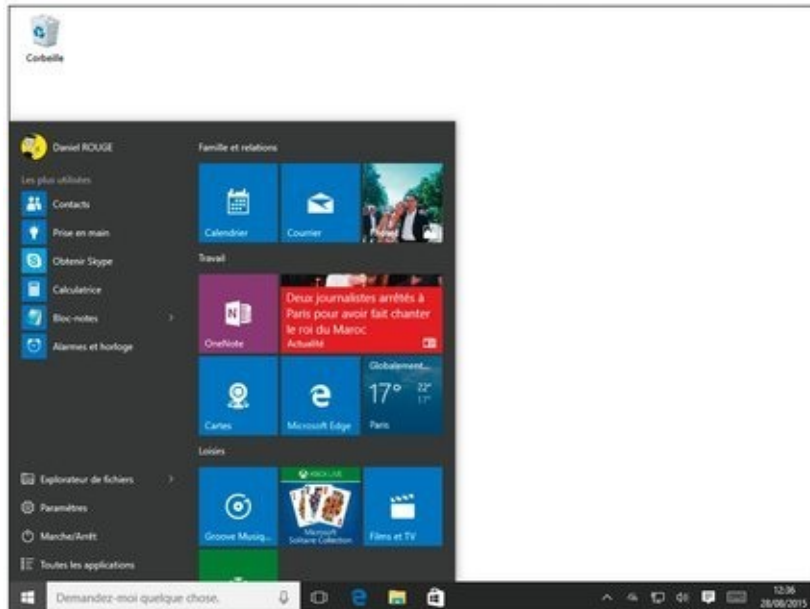 Corbeille
Daniel ROUGE
Les plus utilisées
Contacts
Prise en main
Obtenir Skype
Calculatrice
Bloc-notes
Alarmes et horloge
Explorateur de fichiers
Paramètres
Marche/Arrêt
Toutes les applications
Famille et relations
Calendrier
Courrier
Travail
OneNote
Deux journalistes arrêtés à
Paris pour avoir fait chanter
le roi du Maroc
Actualité
Cartes
Microsoft Edge
Globalement...
17° 22°
17°
Paris
Loisirs
Groove Musiq...
XBOX LIVE
Microsoft
Solitaire Collection
Films et TV
Demandez-moi quelque chose.
12:36
28/08/2015